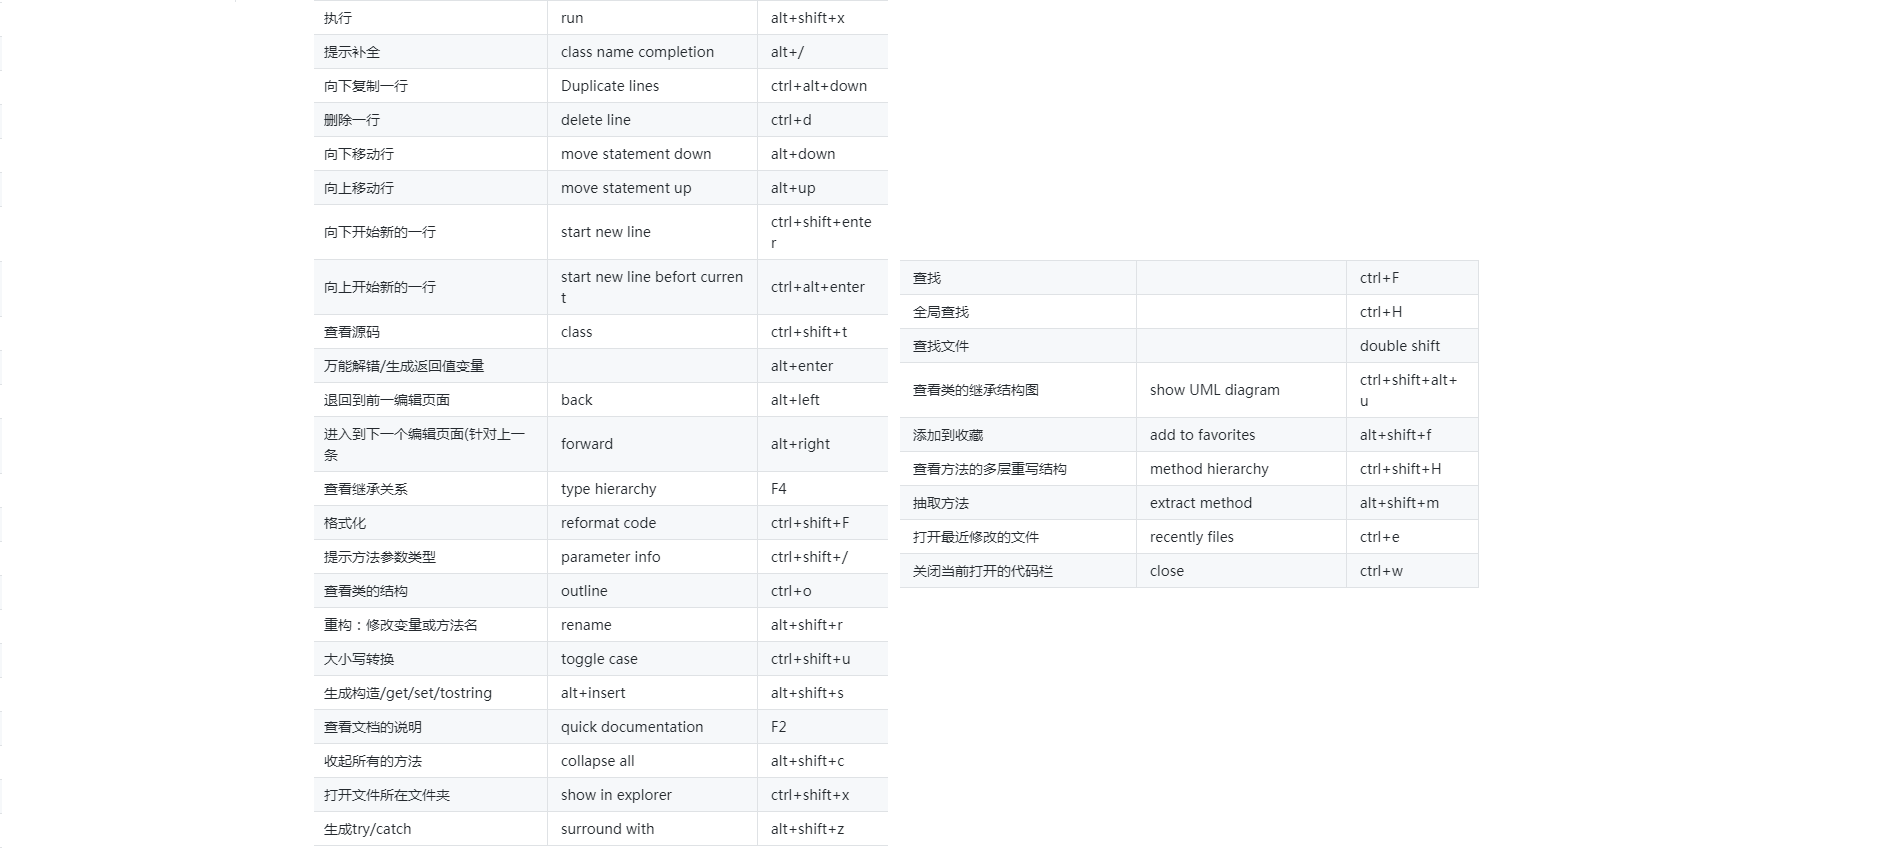 执行 run alt+shift+x
提示补全 class name completion alt+/
向下复制一行 Duplicate lines ctrl+alt+down
删除一行 delete line ctrl+d
向下移动行 move statement down alt+down
向上移动行 move statement up alt+up
向下开始新的一行 start new line ctrl+shift+ente
r
向上开始新的一行 start new line befort curren
t ctrl+alt+enter
查看源码 class ctrl+shift+t
万能解错/生成返回值变量 alt+enter
退回到前一编辑页面 back alt+left
进入到下一个编辑页面(针对上一
条 forward alt+right
查看继承关系 type hierarchy F4
格式化 reformat code ctrl+shift+F
提示方法参数类型 parameter info ctrl+shift+/
查看类的结构 outline ctrl+o
重构：修改变量或方法名 rename alt+shift+r
大小写转换 toggle case ctrl+shift+u
生成构造/get/set/tostring alt+insert alt+shift+s
查看文档的说明 quick documentation F2
收起所有的方法 collapse all alt+shift+c
打开文件所在文件夹 show in explorer ctrl+shift+x
生成try/catch surround with alt+shift+z
查找 ctrl+F
全局查找 ctrl+H
查找文件 double shift
查看类的继承结构图 show UML diagram ctrl+shift+alt+
u
添加到收藏 add to favorites alt+shift+f
查看方法的多层重写结构 method hierarchy ctrl+shift+H
抽取方法 extract method alt+shift+m
打开最近修改的文件 recently files ctrl+e
关闭当前打开的代码栏 close ctrl+w